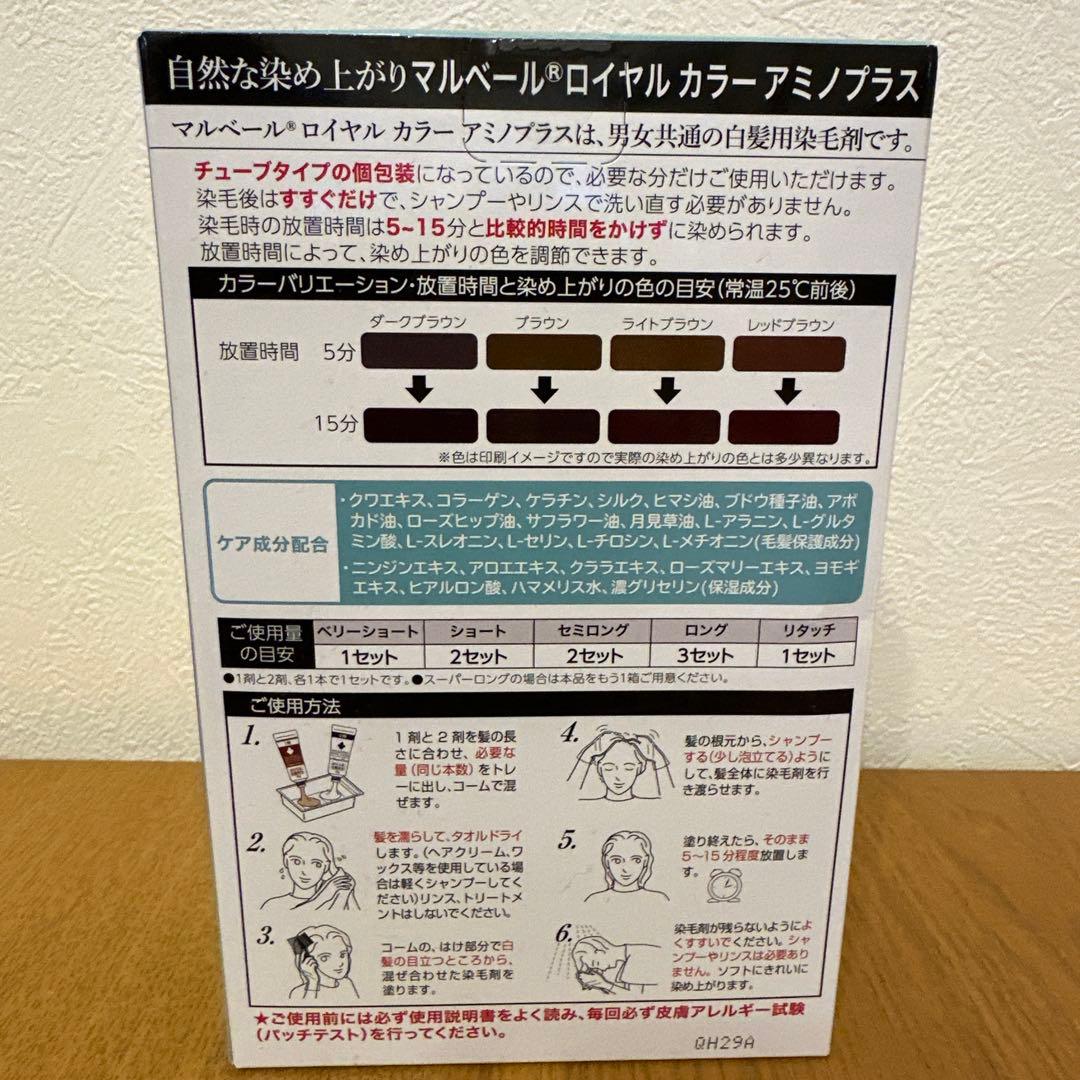 自然な染め上がりマルベール®ロイヤル カラー アミノプラス
マルベール®ロイヤル カラー アミノプラスは、男女共通の白髪用染毛剤です。
チューブタイプの個包装になっているので、必要な分だけご使用いただけます。
染毛後はすすぐだけで、シャンプーやリンスで洗い直す必要がありません。
染毛時の放置時間は5~15分と比較的時間をかけずに染められます。
放置時間によって、染め上がりの色を調節できます。
カラーバリエーション・放置時間と染め上がりの色の目安(常温25℃前後)
ダークブラウン ブラウン ライトブラウン レッドブラウン
放置時間 5分
15分
※色は印刷イメージですので実際の染め上がりの色とは多少異なります。
ケア成分配合
・クワエキス、コラーゲン、ケラチン、シルク、ヒマシ油、ブドウ種子油、アボ
カド油、ローズヒップ油、サフラワー油、月見草油、L-アラニン、L-グルタ
ミン酸、L-スレオニン、L-セリン、L-チロシン、L-メチオニン(毛髪保護成分)
・ニンジンエキス、アロエエキス、クララエキス、ローズマリーエキス、ヨモギ
エキス、ヒアルロン酸、ハマメリス水、濃グリセリン(保湿成分)
ご使用量
の目安
ベリーショート ショート セミロング ロング リタッチ
1セット 2セット 2セット 3セット 1セット
●1剤と2剤、各1本で1セットです。●スーパーロングの場合は本品をもう1箱ご用意ください。
ご使用方法
1.
1剤と2剤を髪の長
さに合わせ、必要な
量(同じ本数)をトレ
ーに出し、コームで混
ぜます。
2.
髪を濡らして、タオルドライ
します。(ヘアクリーム、ワ
ックス等を使用している場
合は軽くシャンプーしてく
ださい)リンス、トリートメ
ントはしないでください。
3.
コームの、はけ部分で白
髪の目立つところから、
混ぜ合わせた染毛剤を
塗ります。
4.
髪の根元から、シャンプー
する(少し泡立てる)ように
して、髪全体に染毛剤を行
き渡らせます。
5.
塗り終えたら、そのまま
5~15分程度放置しま
す。
6.
染毛剤が残らないようによ
くすすいでください。シャ
ンプーやリンスは必要あり
ません。ソフトにきれいに
染め上がります。
★ご使用前には必ず使用説明書をよく読み、毎回必ず皮膚アレルギー試験
(パッチテスト)を行ってください。
QH29A